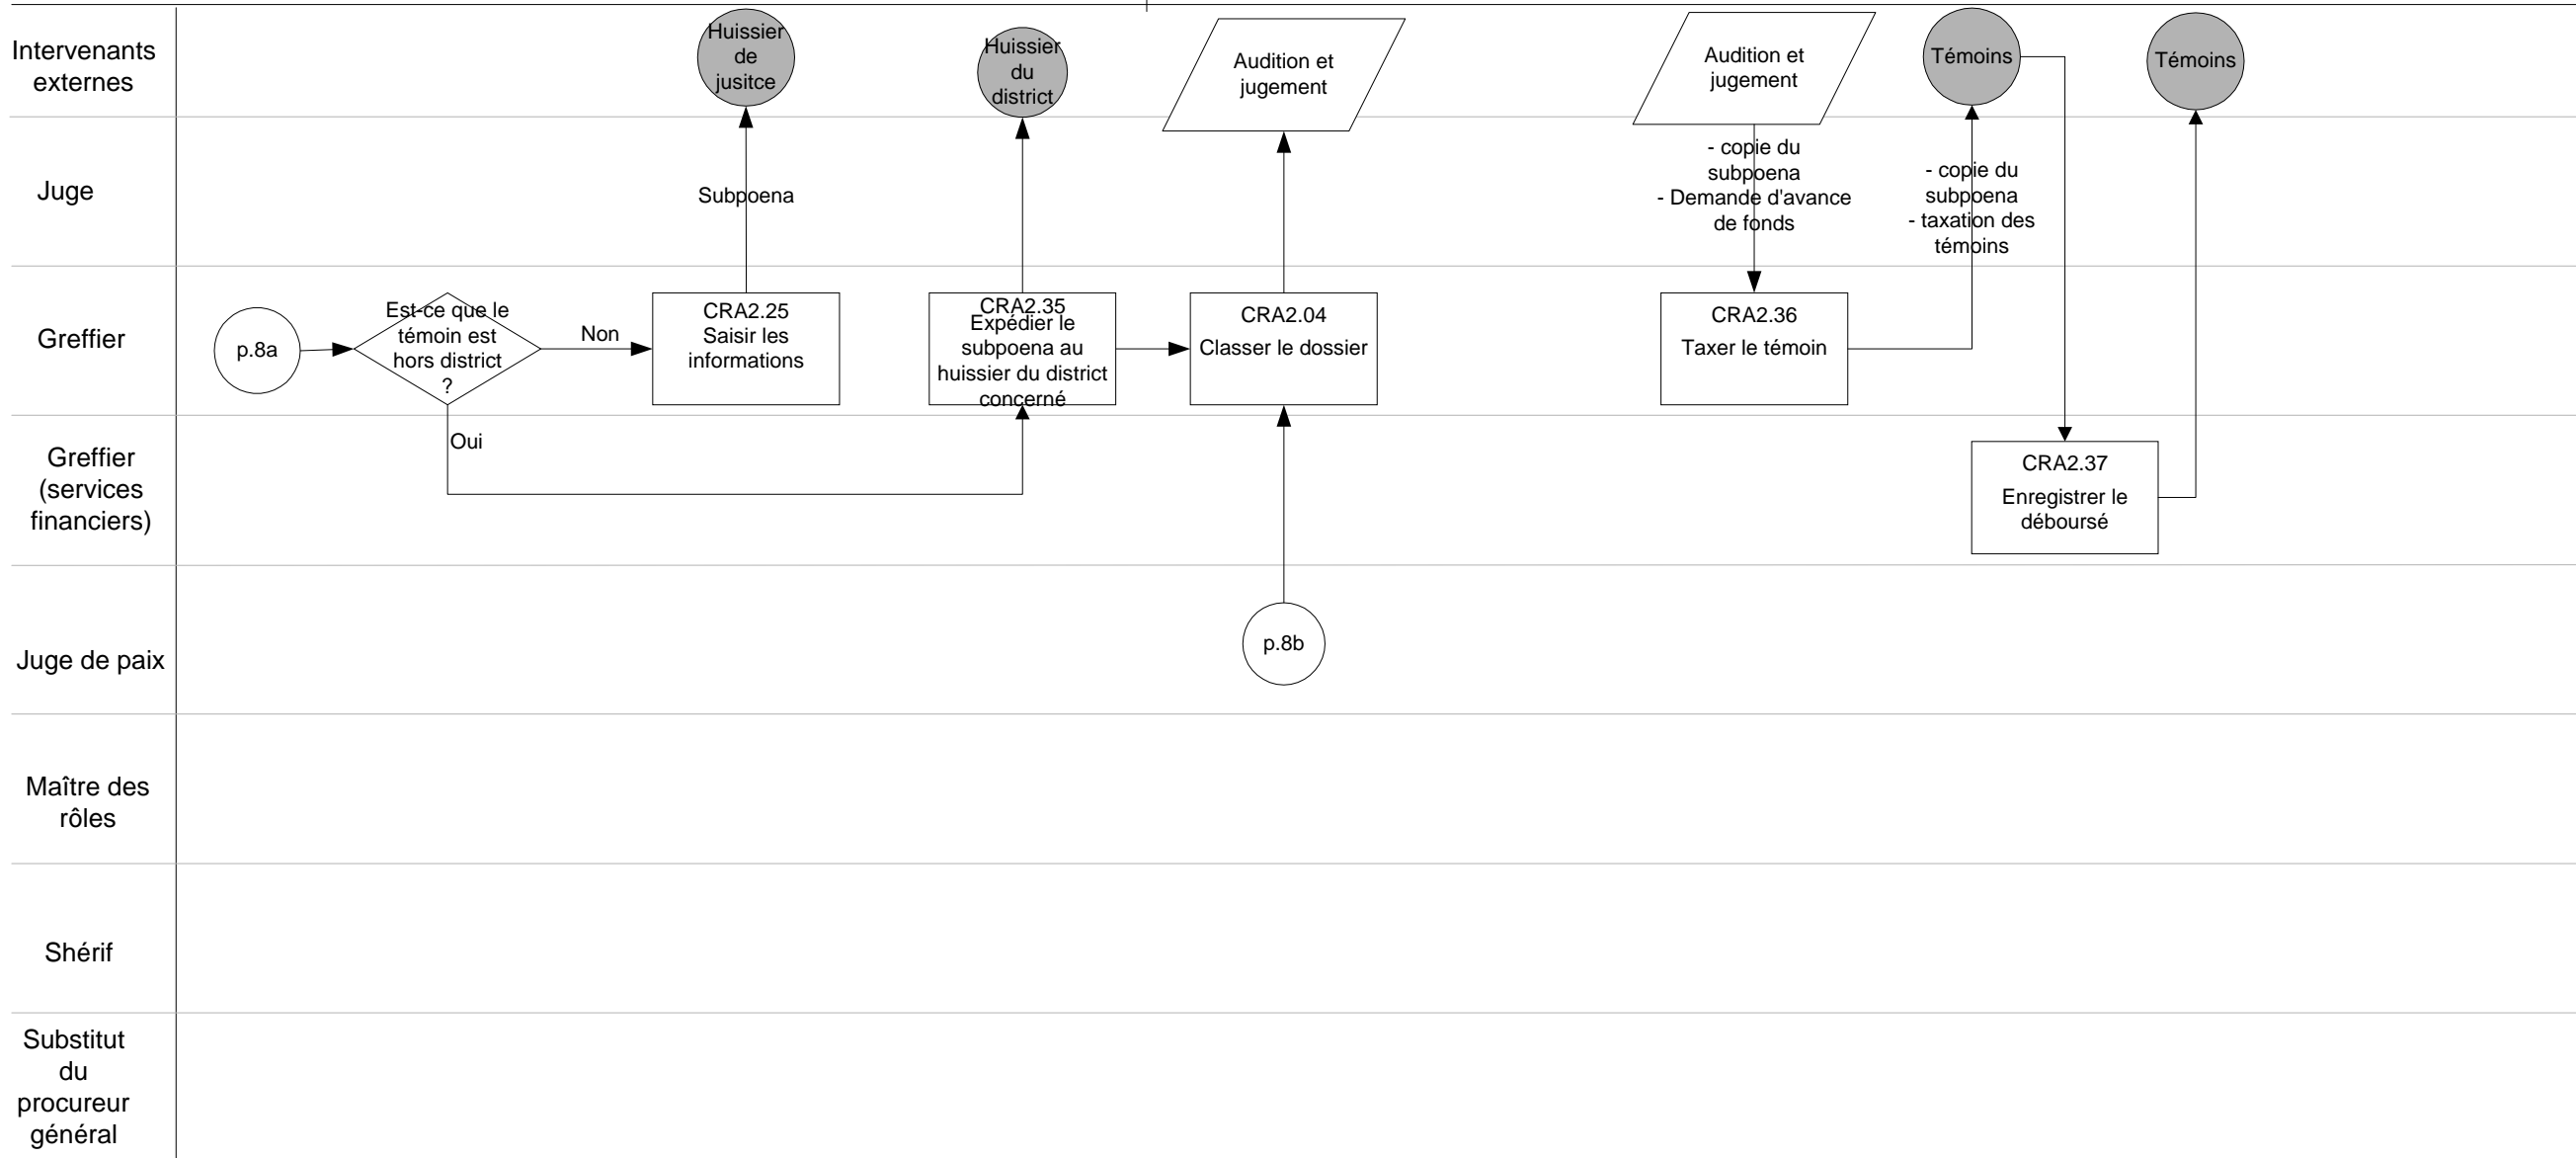 Intervenants
externes
Huissier
de
jusitce
Huissier
du
district
Audition et
jugement
Audition et
jugement
Témoins
Témoins
Juge
Subpoena
- copie du
subpoena
- Demande d'avance
de fonds
- copie du
subpoena
- taxation des
témoins
Greffier
p.8a
Est-ce que le
témoin est
hors district
?
Non
CRA2.25
Saisir les
informations
CRA2.35
Expédier le
subpoena au
huissier du district
concerné
CRA2.04
Classer le dossier
CRA2.36
Taxer le témoin
Greffier
(services
financiers)
Oui
CRA2.37
Enregistrer le
déboursé
Juge de paix
p.8b
Maître des
rôles
Shérif
Substitut
du
procureur
général